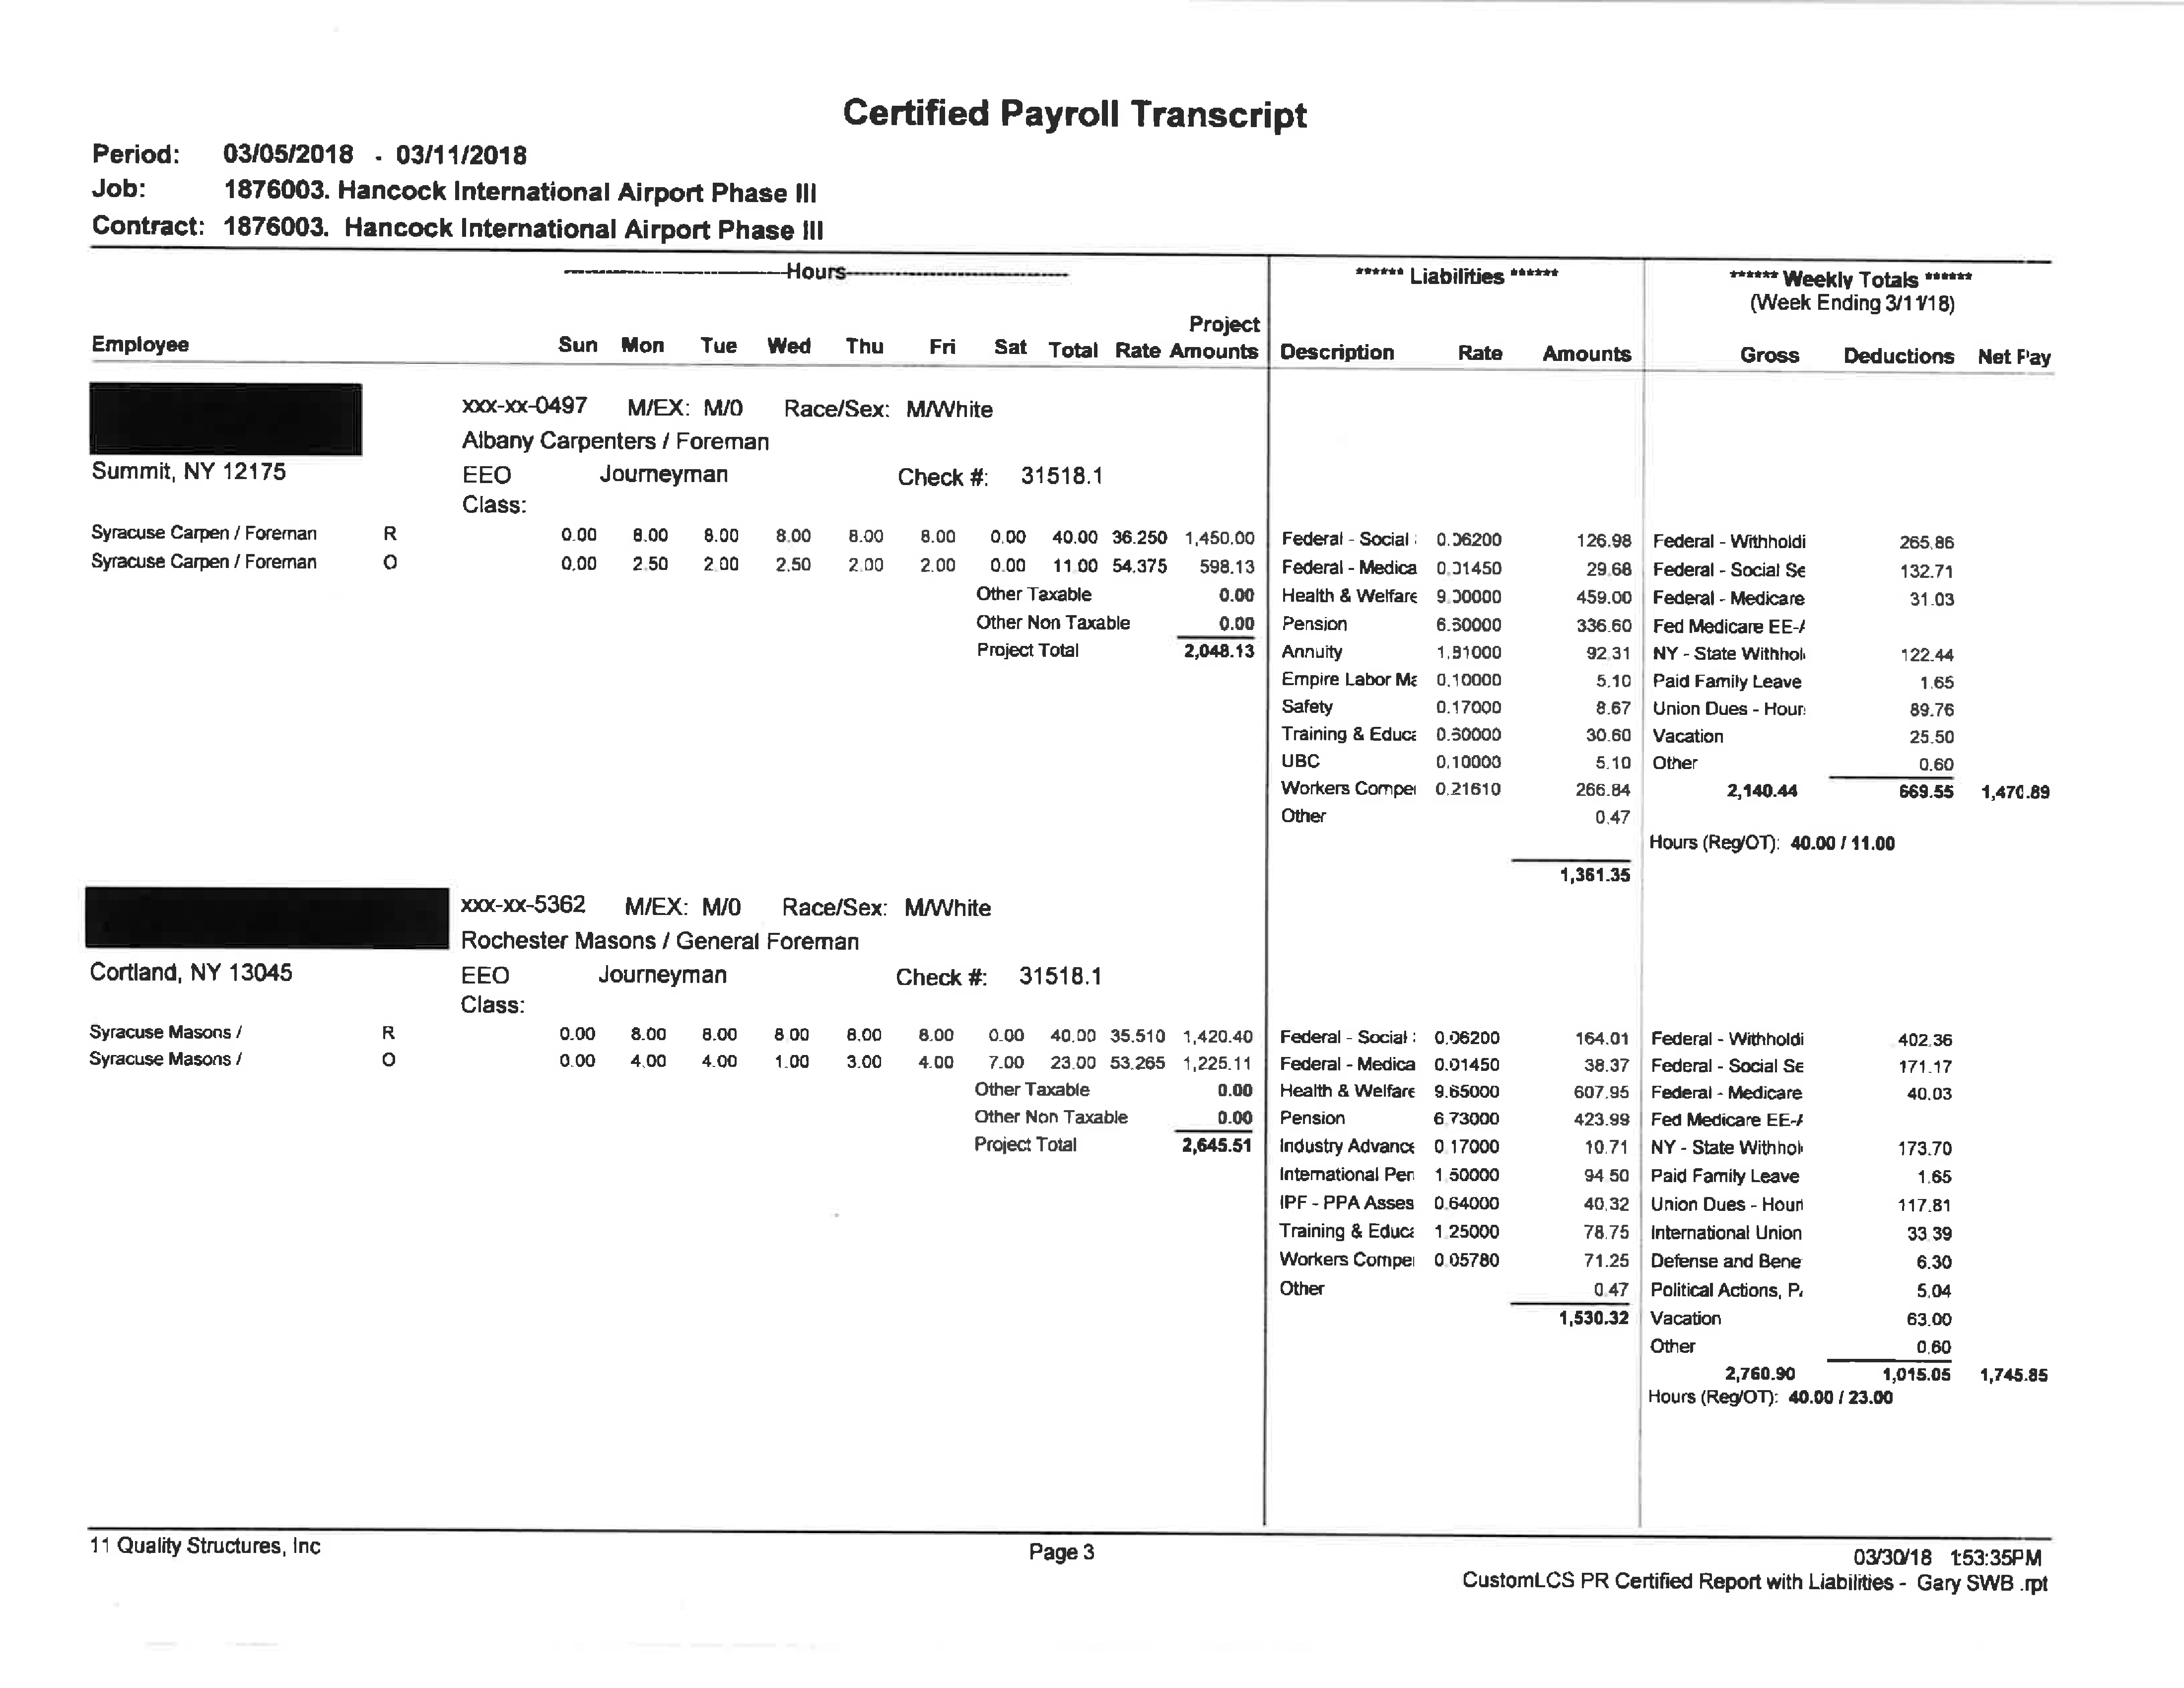 Certified Payroll Transcript
Period: 03/05/2018 - 03/11/2018
Job: 1876003. Hancock International Airport Phase III
Contract: 1876003. Hancock International Airport Phase III
Hours ****** Liabilities ****** ****** Weekly Totals ******
(Week Ending 3/11/18)
Project
Employee Sun Mon Tue Wed Thu Fri Sat Total Rate Amounts Description Rate Amounts Gross Deductions Net Pay
xxx-xx-0497 M/EX: M/0 Race/Sex: M/White
Albany Carpenters / Foreman
Summit, NY 12175 EEO Journeyman Check #: 31518.1
Class:
Syracuse Carpen / Foreman R 0.00 8.00 8.00 8.00 8.00 8.00 0.00 40.00 36.250 1,450.00 Federal - Social : 0.06200 126.98 Federal - Withholdi 265.86
Syracuse Carpen / Foreman O 0.00 2.50 2.00 2.50 2.00 2.00 0.00 11.00 54.375 598.13 Federal - Medica 0.01450 29.68 Federal - Social Se 132.71
Other Taxable 0.00 Health & Welfare 9.00000 459.00 Federal - Medicare 31.03
Other Non Taxable 0.00 Pension 6.60000 336.60 Fed Medicare EE-A
Project Total 2,048.13 Annuity 1.81000 92.31 NY - State Withhol 122.44
Empire Labor Ma 0.10000 5.10 Paid Family Leave 1.65
Safety 0.17000 8.67 Union Dues - Hour 89.76
Training & Educa 0.60000 30.60 Vacation 25.50
UBC 0.10000 5.10 Other 0.60
Workers Compe 0.21610 266.84 2,140.44 669.55 1,470.89
Other 0.47
Hours (Reg/OT): 40.00 / 11.00
1,361.35
xxx-xx-5362 M/EX: M/0 Race/Sex: M/White
Rochester Masons / General Foreman
Cortland, NY 13045 EEO Journeyman Check #: 31518.1
Class:
Syracuse Masons / R 0.00 8.00 8.00 8.00 8.00 8.00 0.00 40.00 35.510 1,420.40 Federal - Social : 0.06200 164.01 Federal - Withholdi 402.36
Syracuse Masons / O 0.00 4.00 4.00 1.00 3.00 4.00 7.00 23.00 53.265 1,225.11 Federal - Medica 0.01450 38.37 Federal - Social Se 171.17
Other Taxable 0.00 Health & Welfare 9.65000 607.95 Federal - Medicare 40.03
Other Non Taxable 0.00 Pension 6.73000 423.99 Fed Medicare EE-A
Project Total 2,645.51 Industry Advance 0.17000 10.71 NY - State Withhol 173.70
International Pen 1.50000 94.50 Paid Family Leave 1.65
IPF - PPA Asses 0.64000 40.32 Union Dues - Hourl 117.81
Training & Educa 1.25000 78.75 International Union 33.39
Workers Compe 0.05780 71.25 Defense and Bene 6.30
Other 0.47 Political Actions, P 5.04
1,530.32 Vacation 63.00
Other 0.60
2,760.90 1,015.05 1,745.85
Hours (Reg/OT): 40.00 / 23.00
11 Quality Structures, Inc Page 3 03/30/18 1:53:35PM
CustomLCS PR Certified Report with Liabilities - Gary SWB .rpt